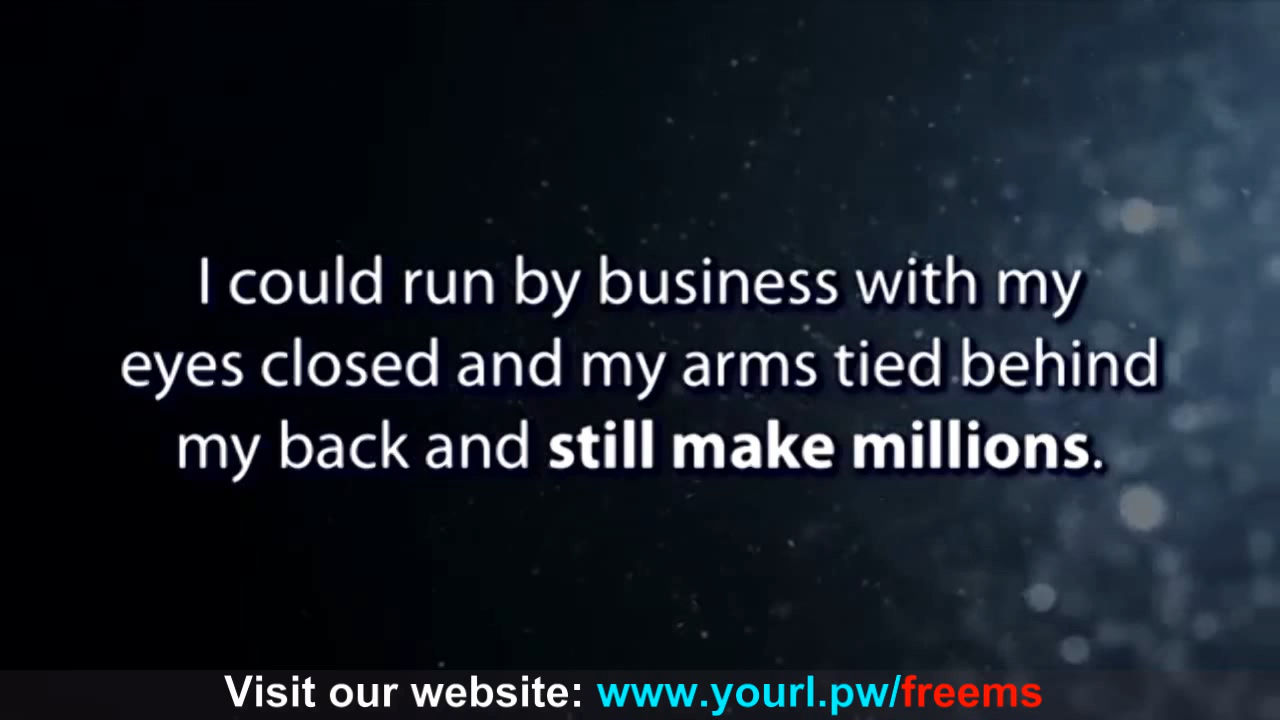 I could run by business with my
eyes closed and my arms tied behind
my back and still make millions.
Visit our website: www.yourl.pw/freems